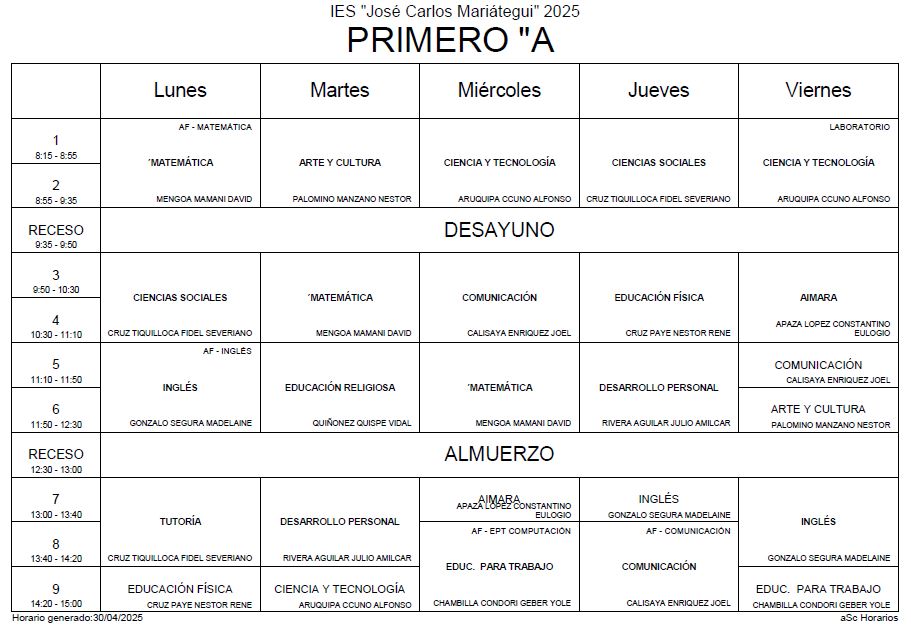 IES "José Carlos Mariátegui" 2025
PRIMERO "A
Lunes Martes Miércoles Jueves Viernes
1
8:15 - 8:55
2
8:55 - 9:35
AF - MATEMÁTICA
´MATEMÁTICA
MENGOA MAMANI DAVID
ARTE Y CULTURA
PALOMINO MANZANO NESTOR
CIENCIA Y TECNOLOGÍA
ARUQUIPA CCUNO ALFONSO
CIENCIAS SOCIALES
CRUZ TIQUILLOCA FIDEL SEVERIANO
LABORATORIO
CIENCIA Y TECNOLOGÍA
ARUQUIPA CCUNO ALFONSO
RECESO
9:35 - 9:50
DESAYUNO
3
9:50 - 10:30
4
10:30 - 11:10
CIENCIAS SOCIALES
CRUZ TIQUILLOCA FIDEL SEVERIANO
´MATEMÁTICA
MENGOA MAMANI DAVID
COMUNICACIÓN
CALISAYA ENRIQUEZ JOEL
EDUCACIÓN FÍSICA
CRUZ PAYE NESTOR RENE
AIMARA
APAZA LOPEZ CONSTANTINO
EULOGIO
5
11:10 - 11:50
6
11:50 - 12:30
AF - INGLÉS
INGLÉS
GONZALO SEGURA MADELAINE
EDUCACIÓN RELIGIOSA
QUIÑONEZ QUISPE VIDAL
´MATEMÁTICA
MENGOA MAMANI DAVID
DESARROLLO PERSONAL
RIVERA AGUILAR JULIO AMILCAR
COMUNICACIÓN
CALISAYA ENRIQUEZ JOEL
ARTE Y CULTURA
PALOMINO MANZANO NESTOR
RECESO
12:30 - 13:00
ALMUERZO
7
13:00 - 13:40
8
13:40 - 14:20
9
14:20 - 15:00
TUTORÍA
CRUZ TIQUILLOCA FIDEL SEVERIANO
EDUCACIÓN FÍSICA
CRUZ PAYE NESTOR RENE
DESARROLLO PERSONAL
RIVERA AGUILAR JULIO AMILCAR
CIENCIA Y TECNOLOGÍA
ARUQUIPA CCUNO ALFONSO
AIMARA
APAZA LOPEZ CONSTANTINO
EULOGIO
AF - EPT COMPUTACIÓN
EDUC. PARA TRABAJO
CHAMBILLA CONDORI GEBER YOLE
INGLÉS
GONZALO SEGURA MADELAINE
AF - COMUNICACIÓN
COMUNICACIÓN
CALISAYA ENRIQUEZ JOEL
INGLÉS
GONZALO SEGURA MADELAINE
EDUC. PARA TRABAJO
CHAMBILLA CONDORI GEBER YOLE
Horario generado:30/04/2025
aSc Horarios